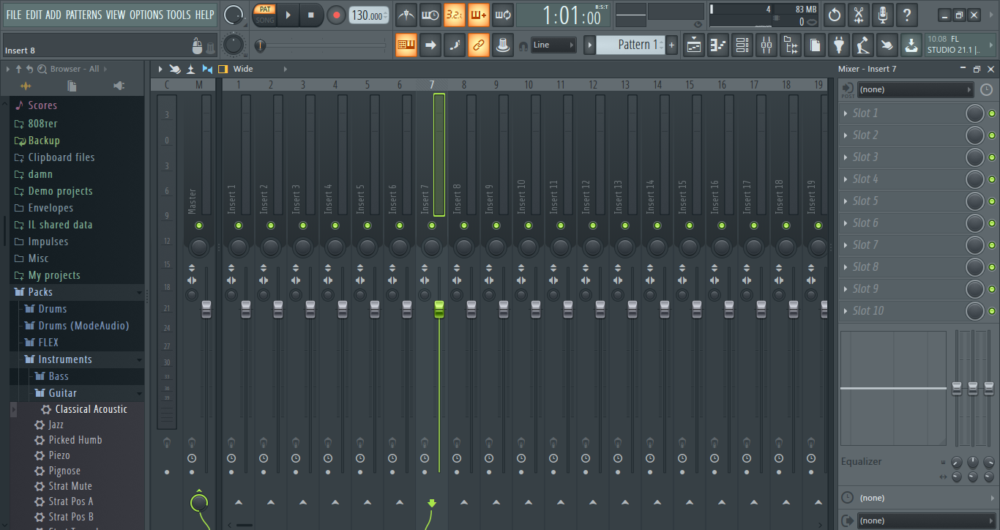 FILE EDIT ADD PATTERNS VIEW OPTIONS TOOLS HELP
PAT
SONG
130.000
3.2.
1:01:00
B:S:T
4
83 MB
0
Insert 8
Line
Pattern 1
+
10.08 FL
STUDIO 21.1 |..
Browser - All
Wide
Mixer - Insert 7
C M 1 2 3 4 5 6 7 8 9 10 11 12 13 14 15 16 17 18 19
POST
(none)
Scores
808тег
Backup
Clipboard files
damn
Demo projects
Envelopes
IL shared data
Impulses
Misc
My projects
Packs
Drums
Drums (ModeAudio)
FLEX
Instruments
Bass
Guitar
Classical Acoustic
Jazz
Picked Humb
Piezo
Pignose
Strat Mute
Strat Pos A
Strat Pos B
3
0
3
6
9
12
15
18
21
24
27
30
33
36
39
Master
Insert 1
Insert 2
Insert 3
Insert 4
Insert 5
Insert 6
Insert 7
Insert 8
Insert 9
Insert 10
Insert 11
Insert 12
Insert 13
Insert 14
Insert 15
Insert 16
Insert 17
Insert 18
Insert 19
Slot 1
Slot 2
Slot 3
Slot 4
Slot 5
Slot 6
Slot 7
Slot 8
Slot 9
Slot 10
Equalizer
(none)
(none)